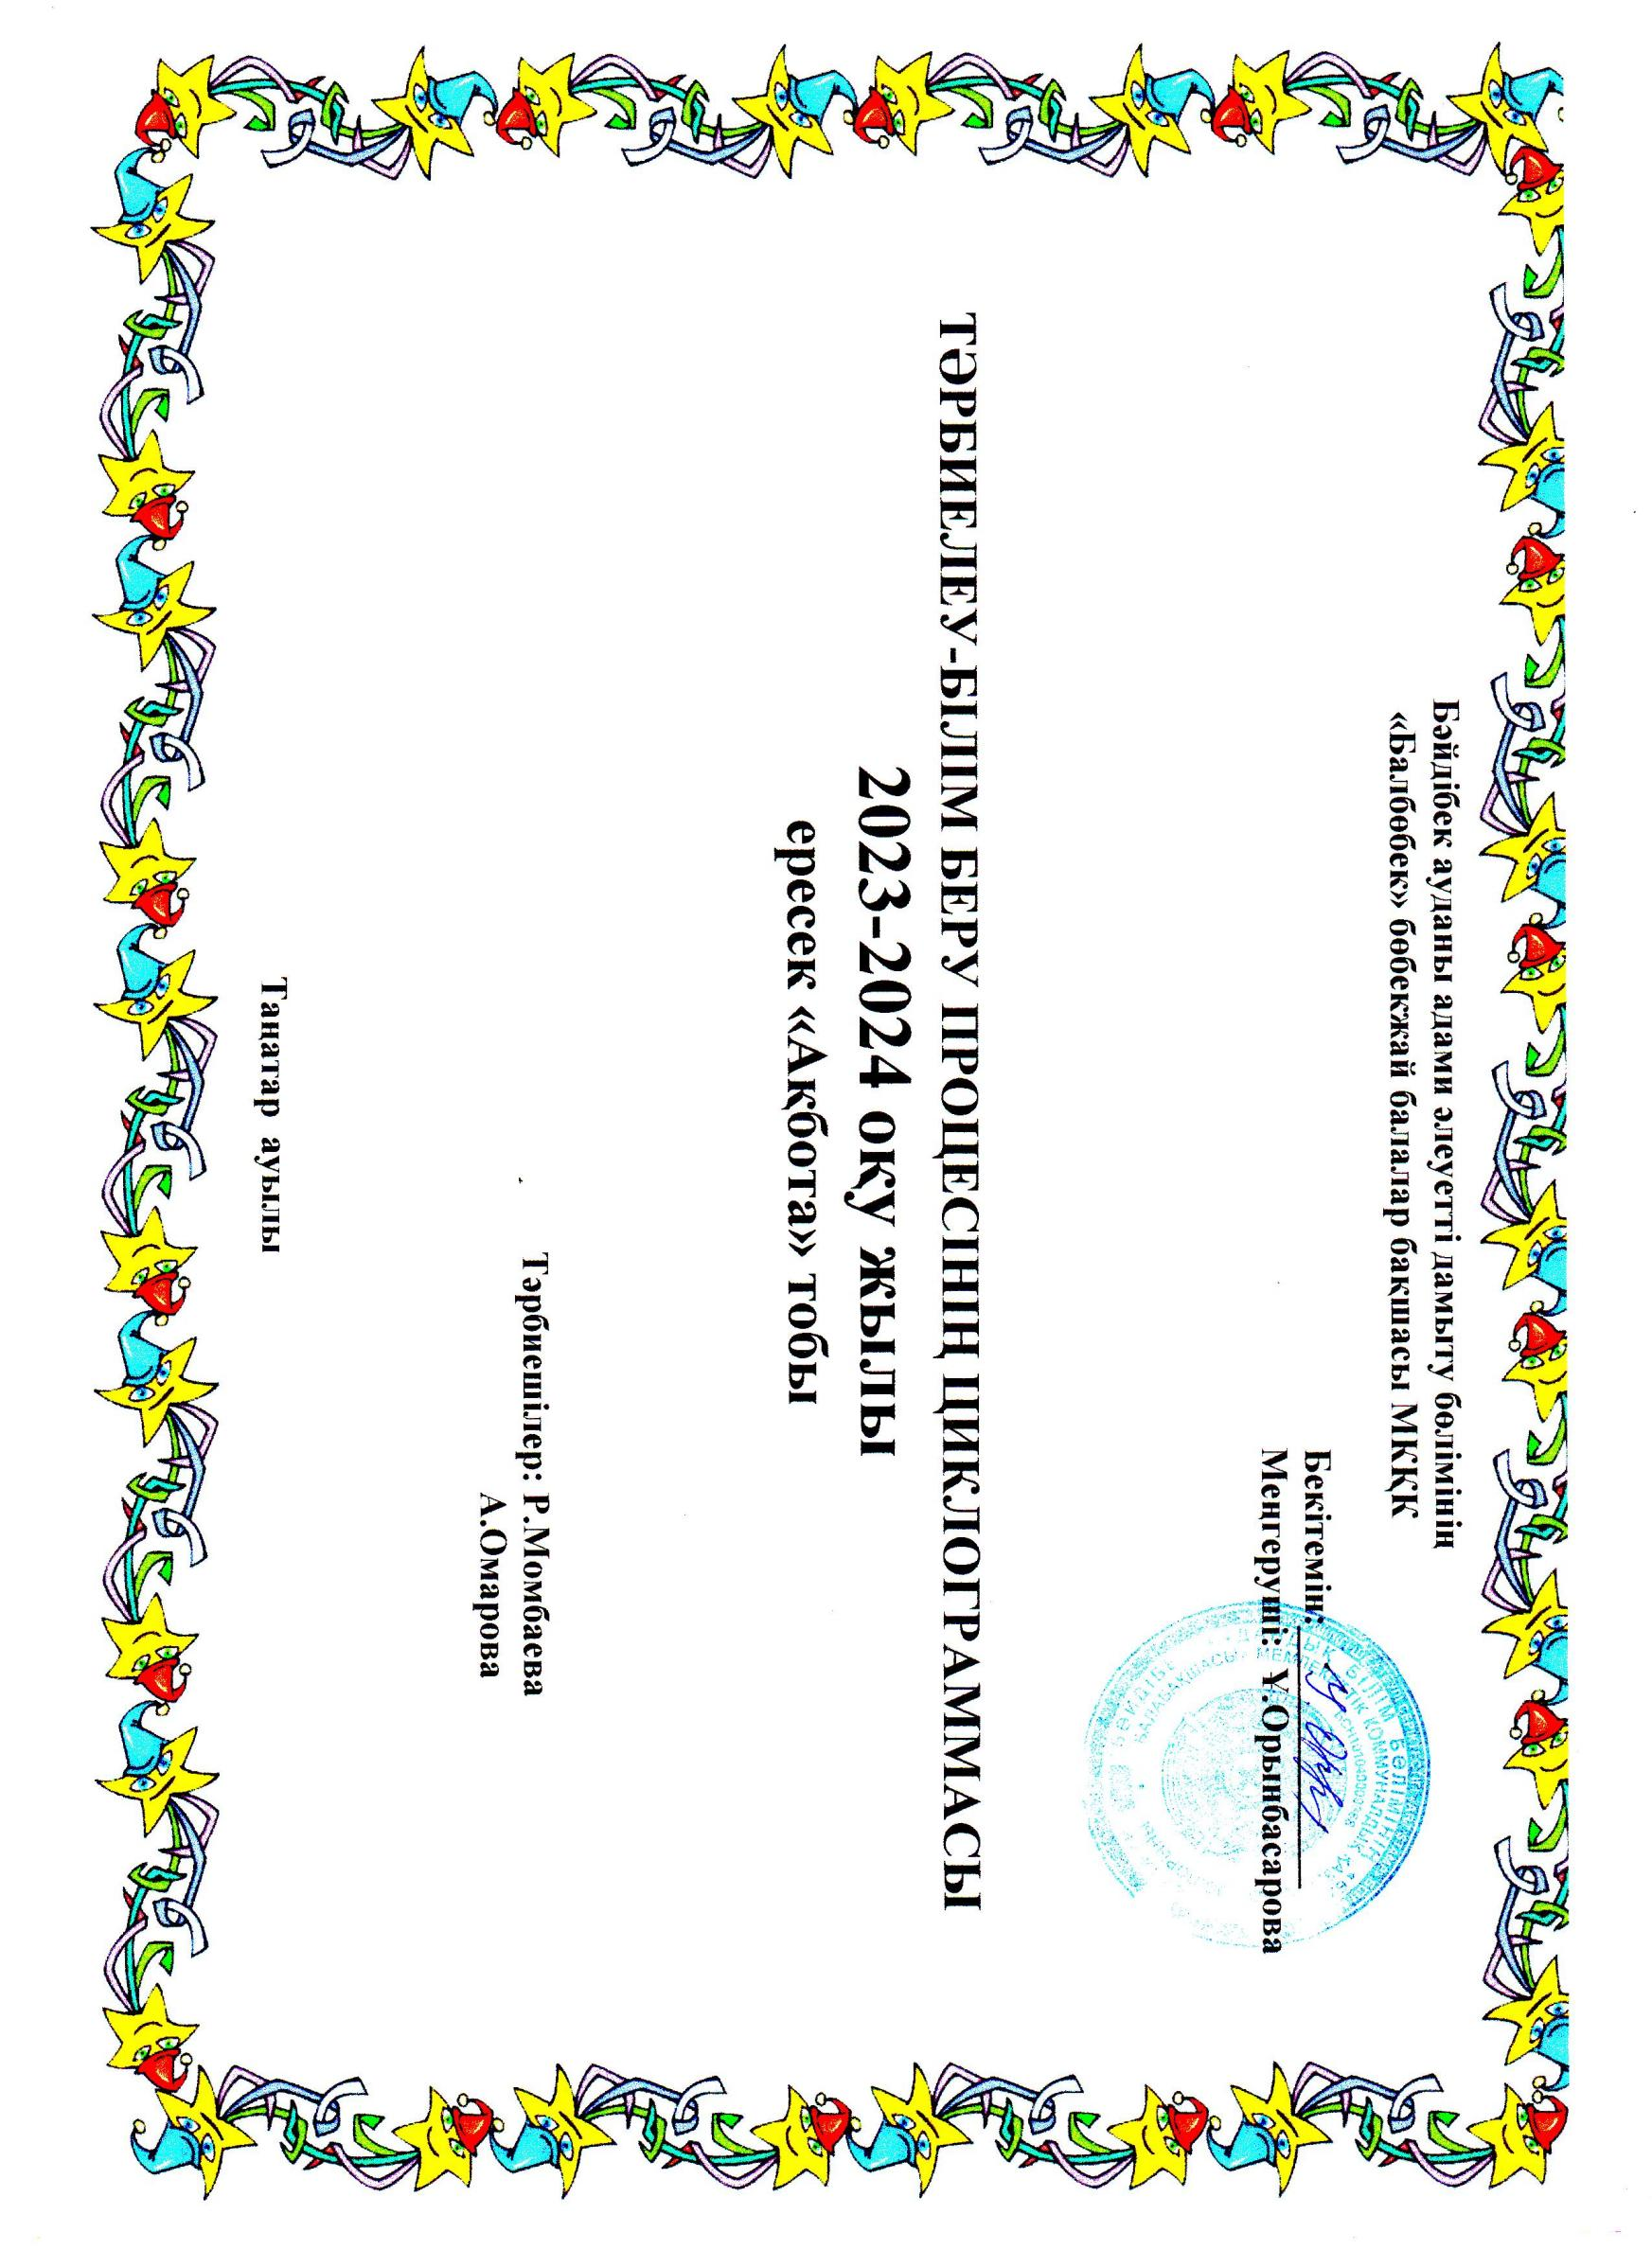 Бәйдібек ауданы адами әлеуетті дамыту бөлімінің
«Балбөбек» бөбекжай балалар бақшасы МКҚК
Бекітемін:
Меңгеруші: Ү.Орынбасарова
ТӘРБИЕЛЕУ-БІЛІМ БЕРУ ПРОЦЕСІНІҢ ЦИКЛОГРАММАСЫ
2023-2024 оқу жылы
ересек «Ақбота» тобы
Тәрбиешілер: Р.Момбаева
А.Омарова
Таңатар ауылы